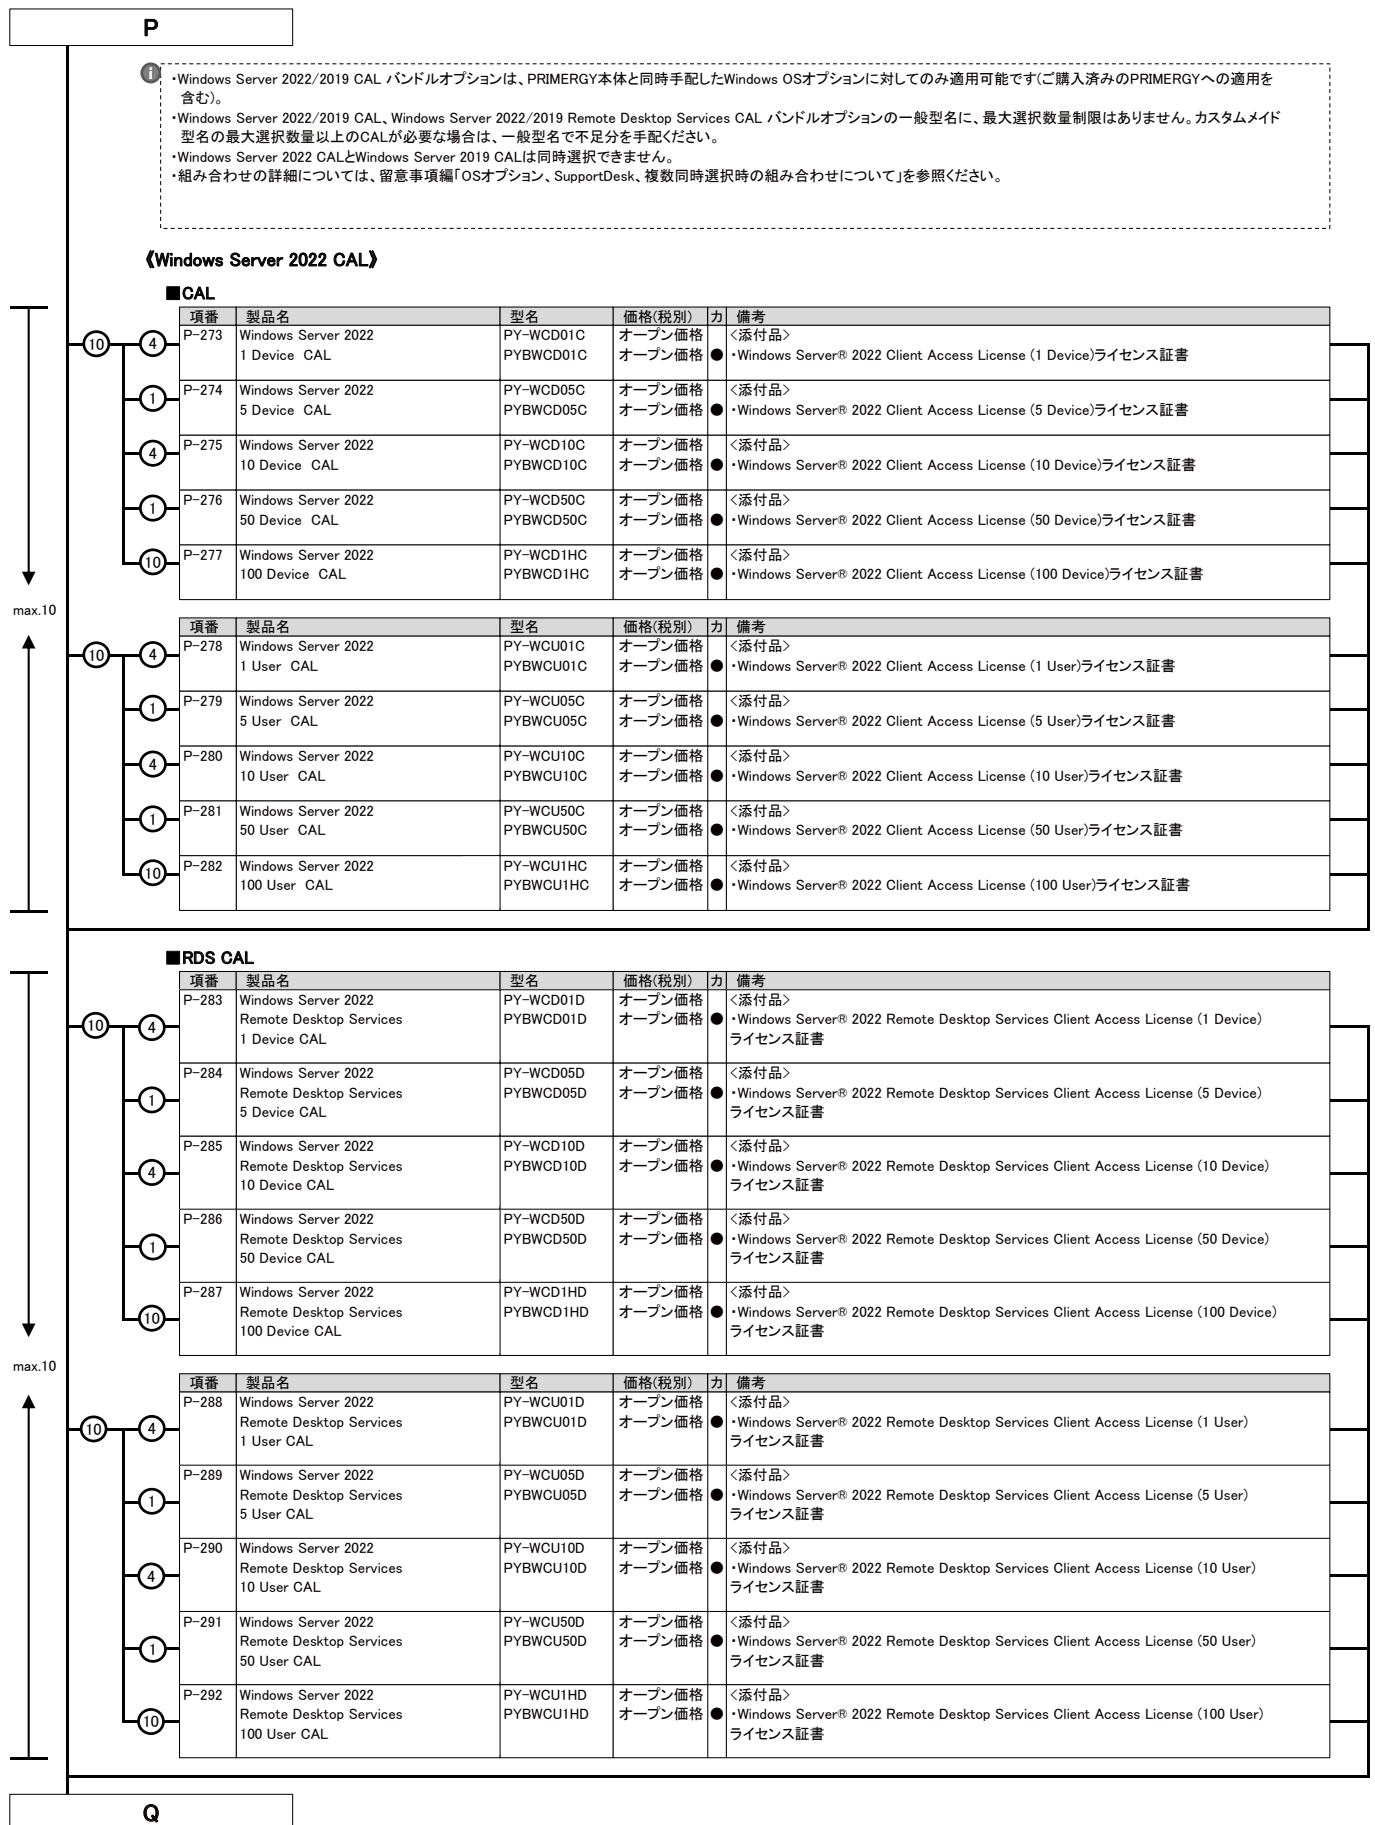 P
i
・Windows Server 2022/2019 CAL バンドルオプションは、PRIMERGY本体と同時手配したWindows OSオプションに対してのみ適用可能です(ご購入済みのPRIMERGYへの適用を
含む)。
・Windows Server 2022/2019 CAL、Windows Server 2022/2019 Remote Desktop Services CAL バンドルオプションの一般型名に、最大選択数量制限はありません。カスタムメイド
型名の最大選択数量以上のCALが必要な場合は、一般型名で不足分を手配ください。
・Windows Server 2022 CALとWindows Server 2019 CALは同時選択できません。
・組み合わせの詳細については、留意事項編「OSオプション、SupportDesk、複数同時選択時の組み合わせについて」を参照ください。
《Windows Server 2022 CAL》
■CAL
項番 製品名 型名 価格(税別) カ 備考
10 4 P-273 Windows Server 2022 PY-WCD01C オープン価格 <添付品>
1 Device CAL PYBWCD01C オープン価格 ● ・Windows Server® 2022 Client Access License (1 Device)ライセンス証書
1 P-274 Windows Server 2022 PY-WCD05C オープン価格 <添付品>
5 Device CAL PYBWCD05C オープン価格 ● ・Windows Server® 2022 Client Access License (5 Device)ライセンス証書
4 P-275 Windows Server 2022 PY-WCD10C オープン価格 <添付品>
10 Device CAL PYBWCD10C オープン価格 ● ・Windows Server® 2022 Client Access License (10 Device)ライセンス証書
1 P-276 Windows Server 2022 PY-WCD50C オープン価格 <添付品>
50 Device CAL PYBWCD50C オープン価格 ● ・Windows Server® 2022 Client Access License (50 Device)ライセンス証書
10 P-277 Windows Server 2022 PY-WCD1HC オープン価格 <添付品>
100 Device CAL PYBWCD1HC オープン価格 ● ・Windows Server® 2022 Client Access License (100 Device)ライセンス証書
max.10
項番 製品名 型名 価格(税別) カ 備考
10 4 P-278 Windows Server 2022 PY-WCU01C オープン価格 <添付品>
1 User CAL PYBWCU01C オープン価格 ● ・Windows Server® 2022 Client Access License (1 User)ライセンス証書
1 P-279 Windows Server 2022 PY-WCU05C オープン価格 <添付品>
5 User CAL PYBWCU05C オープン価格 ● ・Windows Server® 2022 Client Access License (5 User)ライセンス証書
4 P-280 Windows Server 2022 PY-WCU10C オープン価格 <添付品>
10 User CAL PYBWCU10C オープン価格 ● ・Windows Server® 2022 Client Access License (10 User)ライセンス証書
1 P-281 Windows Server 2022 PY-WCU50C オープン価格 <添付品>
50 User CAL PYBWCU50C オープン価格 ● ・Windows Server® 2022 Client Access License (50 User)ライセンス証書
10 P-282 Windows Server 2022 PY-WCU1HC オープン価格 <添付品>
100 User CAL PYBWCU1HC オープン価格 ● ・Windows Server® 2022 Client Access License (100 User)ライセンス証書
■RDS CAL
項番 製品名 型名 価格(税別) カ 備考
P-283 Windows Server 2022 PY-WCD01D オープン価格 <添付品>
10 4 Remote Desktop Services PYBWCD01D オープン価格 ● ・Windows Server® 2022 Remote Desktop Services Client Access License (1 Device)
1 Device CAL ライセンス証書
P-284 Windows Server 2022 PY-WCD05D オープン価格 <添付品>
1 Remote Desktop Services PYBWCD05D オープン価格 ● ・Windows Server® 2022 Remote Desktop Services Client Access License (5 Device)
5 Device CAL ライセンス証書
P-285 Windows Server 2022 PY-WCD10D オープン価格 <添付品>
4 Remote Desktop Services PYBWCD10D オープン価格 ● ・Windows Server® 2022 Remote Desktop Services Client Access License (10 Device)
10 Device CAL ライセンス証書
P-286 Windows Server 2022 PY-WCD50D オープン価格 <添付品>
1 Remote Desktop Services PYBWCD50D オープン価格 ● ・Windows Server® 2022 Remote Desktop Services Client Access License (50 Device)
50 Device CAL ライセンス証書
P-287 Windows Server 2022 PY-WCD1HD オープン価格 <添付品>
10 Remote Desktop Services PYBWCD1HD オープン価格 ● ・Windows Server® 2022 Remote Desktop Services Client Access License (100 Device)
100 Device CAL ライセンス証書
max.10
項番 製品名 型名 価格(税別) カ 備考
P-288 Windows Server 2022 PY-WCU01D オープン価格 <添付品>
10 4 Remote Desktop Services PYBWCU01D オープン価格 ● ・Windows Server® 2022 Remote Desktop Services Client Access License (1 User)
1 User CAL ライセンス証書
P-289 Windows Server 2022 PY-WCU05D オープン価格 <添付品>
1 Remote Desktop Services PYBWCU05D オープン価格 ● ・Windows Server® 2022 Remote Desktop Services Client Access License (5 User)
5 User CAL ライセンス証書
P-290 Windows Server 2022 PY-WCU10D オープン価格 <添付品>
4 Remote Desktop Services PYBWCU10D オープン価格 ● ・Windows Server® 2022 Remote Desktop Services Client Access License (10 User)
10 User CAL ライセンス証書
P-291 Windows Server 2022 PY-WCU50D オープン価格 <添付品>
1 Remote Desktop Services PYBWCU50D オープン価格 ● ・Windows Server® 2022 Remote Desktop Services Client Access License (50 User)
50 User CAL ライセンス証書
P-292 Windows Server 2022 PY-WCU1HD オープン価格 <添付品>
10 Remote Desktop Services PYBWCU1HD オープン価格 ● ・Windows Server® 2022 Remote Desktop Services Client Access License (100 User)
100 User CAL ライセンス証書
Q